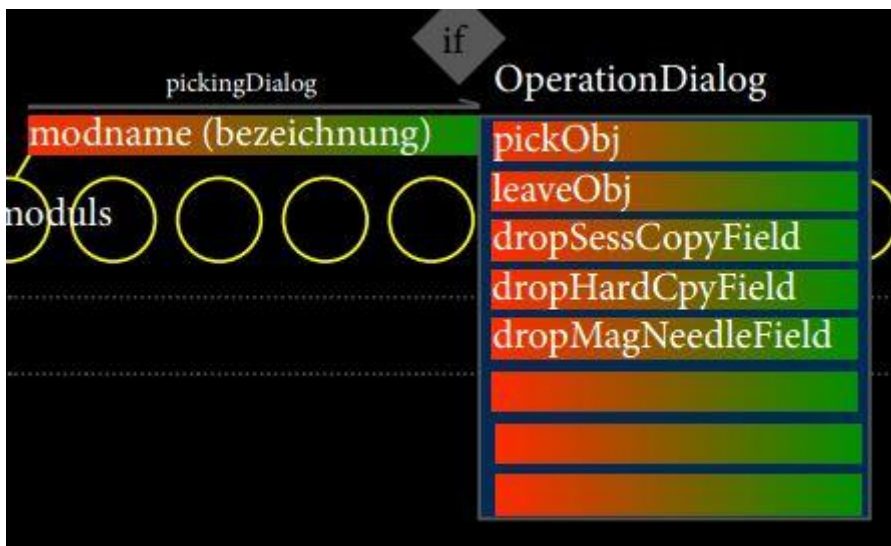 if
pickingDialog
OperationDialog
modname (bezeichnung)
moduls
pickObj
leaveObj
dropSessCopyField
dropHardCpyField
dropMagNeedleField